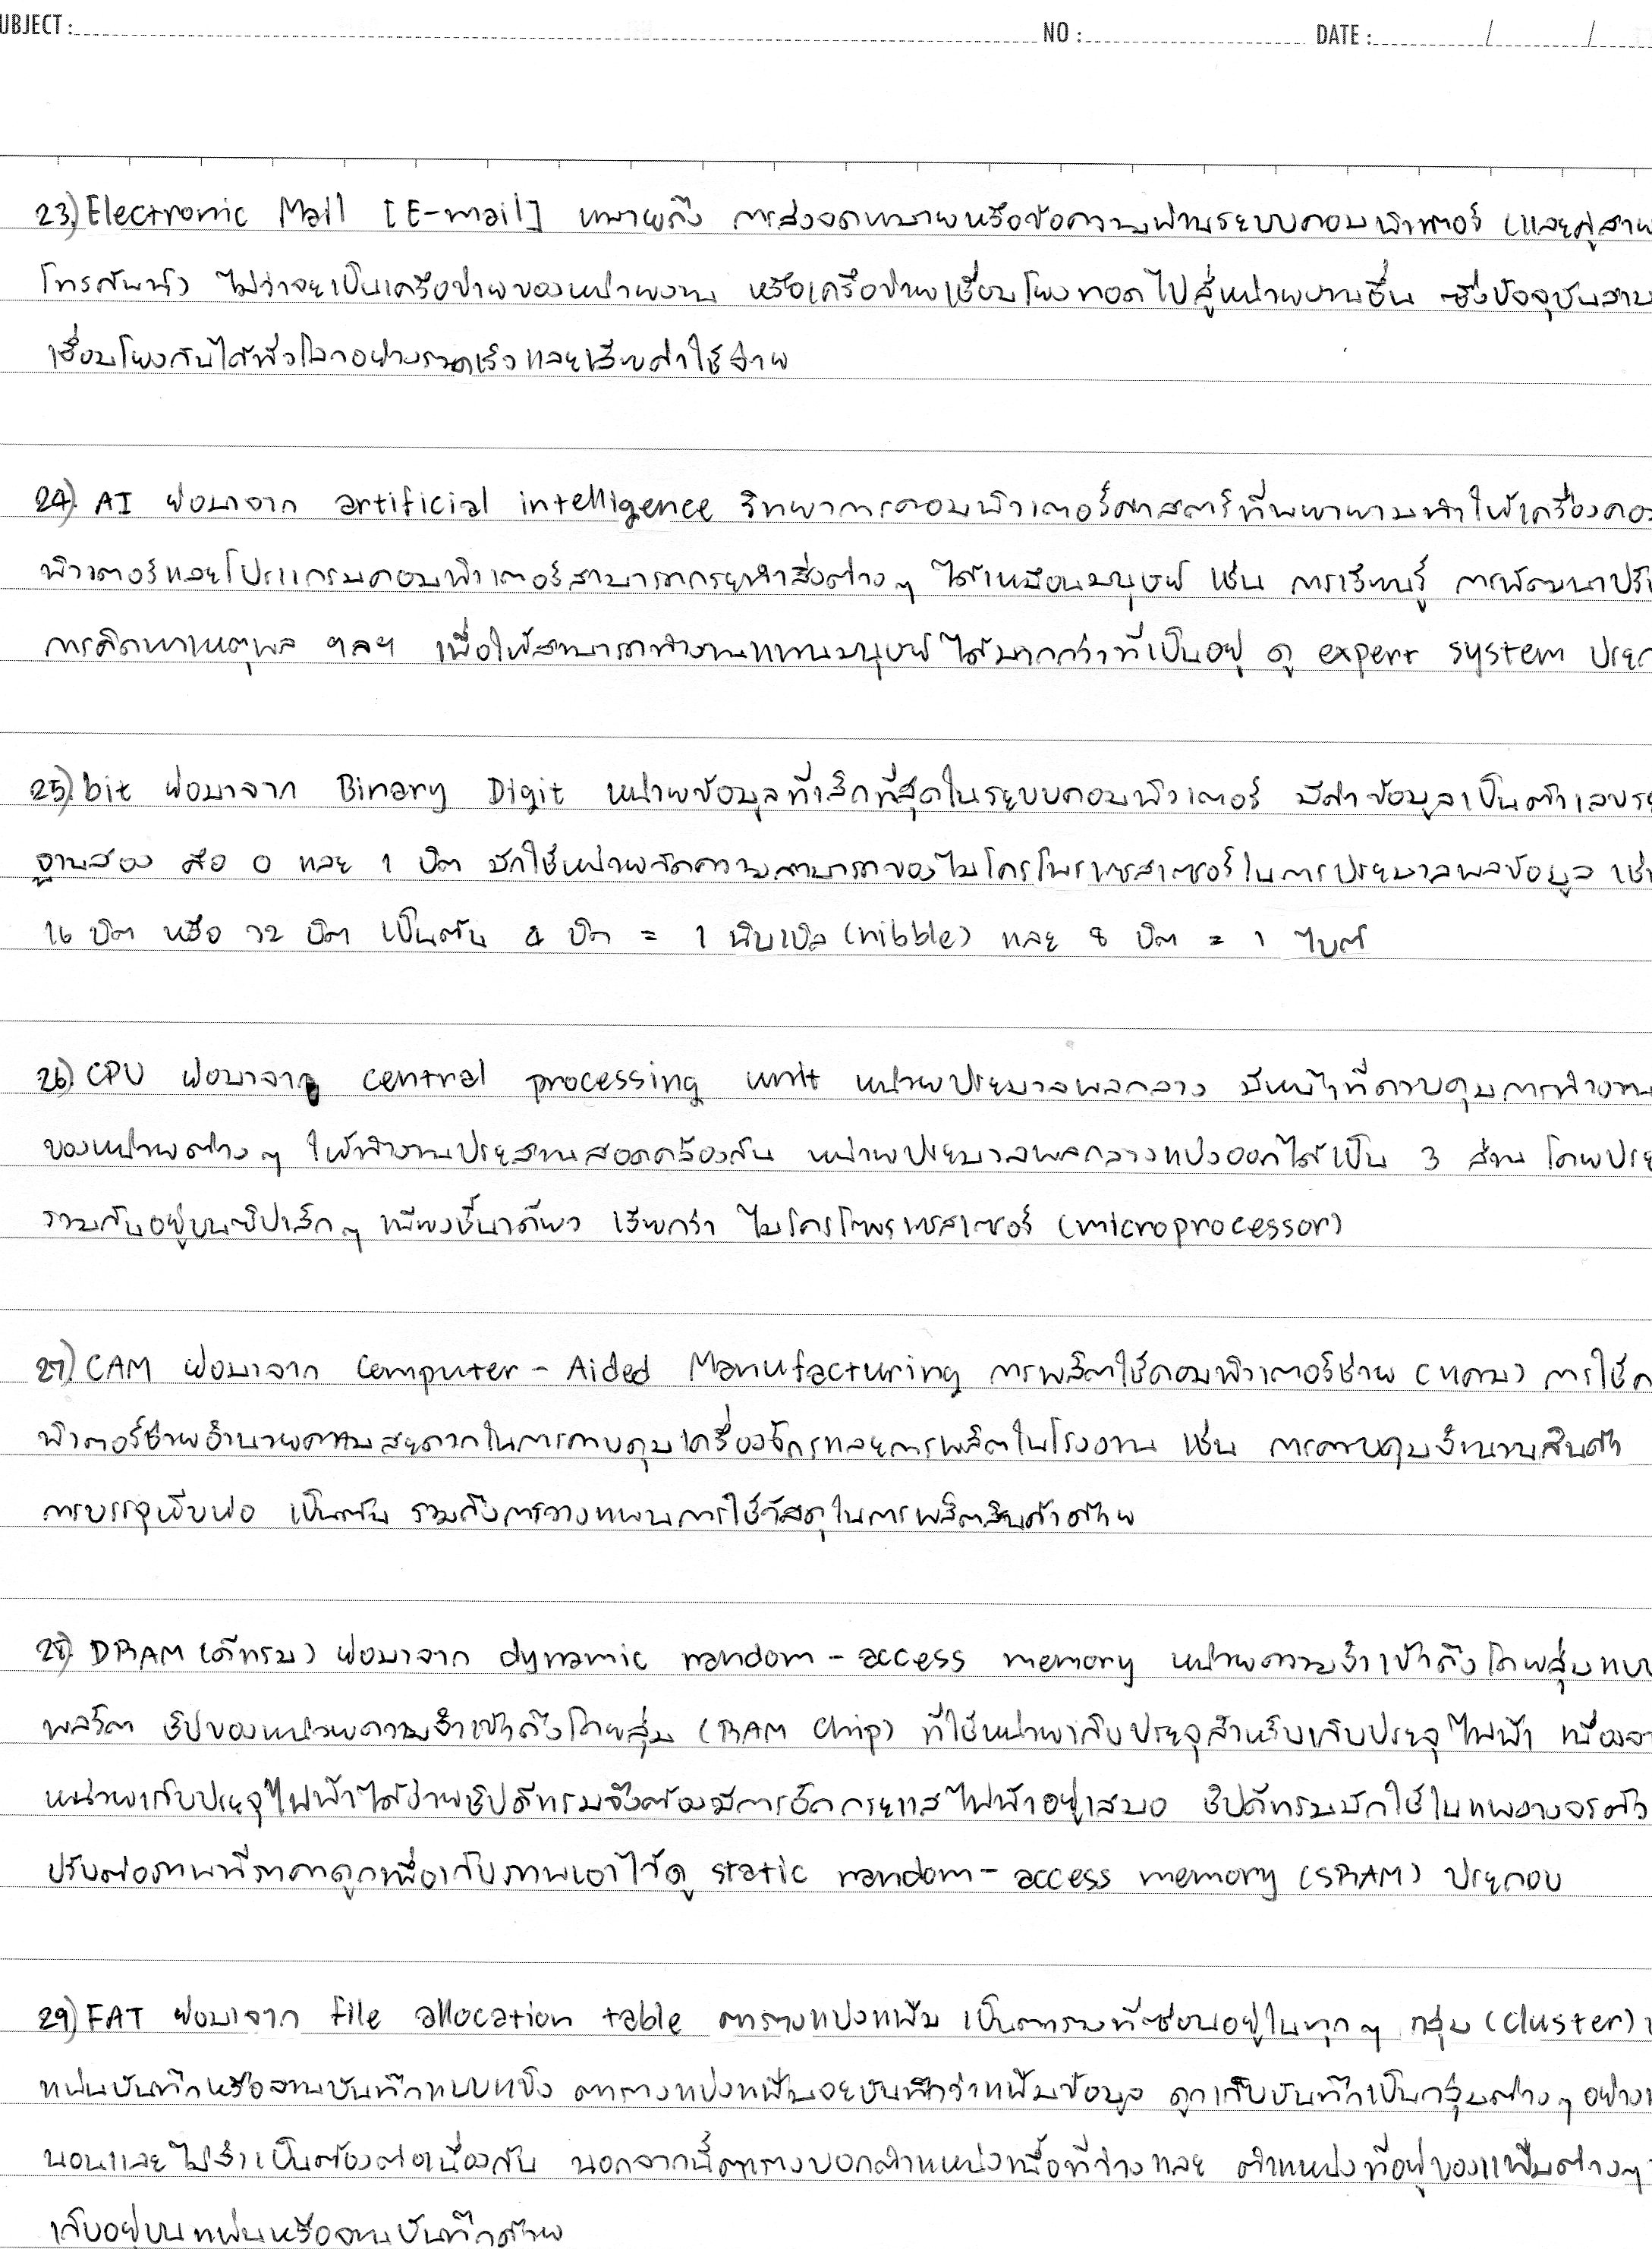 UBJECT : NO : DATE : / /
23) Electronic Mail [E-mail] หมายถึง การส่งจดหมายหรือข้อความผ่านระบบคอมพิวเตอร์ (และคู่สาย
โทรศัพท์) ไม่ว่าจะเป็นเครือข่ายของหน่วยงาน หรือเครือข่ายเชื่อมโยงทอดไปสู่หน่วยงานอื่น ซึ่งปัจจุบันสาม
เชื่อมโยงกันได้ทั่วโลกอย่างรวดเร็วและเสียค่าใช้จ่าย
24) AI ย่อมาจาก artificial intelligence วิทยาการคอมพิวเตอร์ศาสตร์ที่พยายามทำให้เครื่องคอม
พิวเตอร์และโปรแกรมคอมพิวเตอร์สามารถกระทำสิ่งต่าง ๆ ได้เหมือนมนุษย์ เช่น การเรียนรู้ การพัฒนาปรับ
การคิดหาเหตุผล ฯลฯ เพื่อให้สามารถทำงานแทนมนุษย์ได้มากกว่าที่เป็นอยู่ ดู expert system ประก
25) bit ย่อมาจาก Binary Digit หน่วยข้อมูลที่เล็กที่สุดในระบบคอมพิวเตอร์ มีค่าข้อมูลเป็นตัวเลขระ
ฐานสอง คือ 0 และ 1 บิต มักใช้หน่วยวัดความสามารถของไมโครโพรเซสเซอร์ในการประมวลผลข้อมูล เช่น
16 บิต หรือ 32 บิต เป็นต้น 4 บิต = 1 นิบเบิล (nibble) และ 8 บิต = 1 ไบต์
26) CPU ย่อมาจาก central processing unit หน่วยประมวลผลกลาง มีหน้าที่ควบคุมการทำงาน
ของหน่วยต่าง ๆ ให้ทำงานประสานสอดคล้องกัน หน่วยประมวลผลกลางแบ่งออกได้เป็น 3 ส่วน โดยประ
รวมกันอยู่บนชิปเล็ก ๆ เพียงชิ้นเดียว เรียกว่า ไมโครโพรเซสเซอร์ (microprocessor)
27) CAM ย่อมาจาก Computer - Aided Manufacturing การผลิตใช้คอมพิวเตอร์ช่วย (แคม) การใช้ค
พิวเตอร์ช่วยอำนวยความสะดวกในการควบคุมเครื่องจักรและการผลิตในโรงงาน เช่น การควบคุมจำนวนสินค้า
การบรรจุหีบห่อ เป็นต้น รวมถึงการวางแผนการใช้วัสดุในการผลิตสินค้าด้วย
28) DRAM (ดีแรม) ย่อมาจาก dynamic random - access memory หน่วยความจำเข้าถึงโดยสุ่มแบบ
พลวัต ชิปของหน่วยความจำเข้าถึงโดยสุ่ม (RAM chip) ที่ใช้หน่วยเก็บประจุสำหรับเก็บประจุไฟฟ้า เนื่องจา
หน่วยเก็บประจุไฟฟ้าได้ง่ายชิปดีแรมจึงต้องมีการอัดกระแสไฟฟ้าอยู่เสมอ ชิปดีแรมมักใช้ในแผงวงจรตัว
ปรับต่อภาพที่ราคาถูกเพื่อเก็บภาพเอาไว้ดู static random - access memory (SRAM) ประกอบ
29) FAT ย่อมาจาก file allocation table ตารางแบ่งแฟ้ม เป็นตารางที่ซ่อนอยู่ในทุก ๆ กลุ่ม (cluster)
แผ่นบันทึกหรือจานบันทึกแบบแข็ง ตารางแบ่งแฟ้มจะบันทึกว่าแฟ้มข้อมูล ถูกเก็บบันทึกเป็นกลุ่มต่าง ๆ อย่าง
นอนและไม่จำเป็นต้องต่อเนื่องกัน นอกจากนี้ตารางบอกตำแหน่งเนื้อที่ว่างและ ตำแหน่งที่อยู่ของแฟ้มต่างๆ
เก็บอยู่บนแผ่นหรือจานบันทึกด้วย